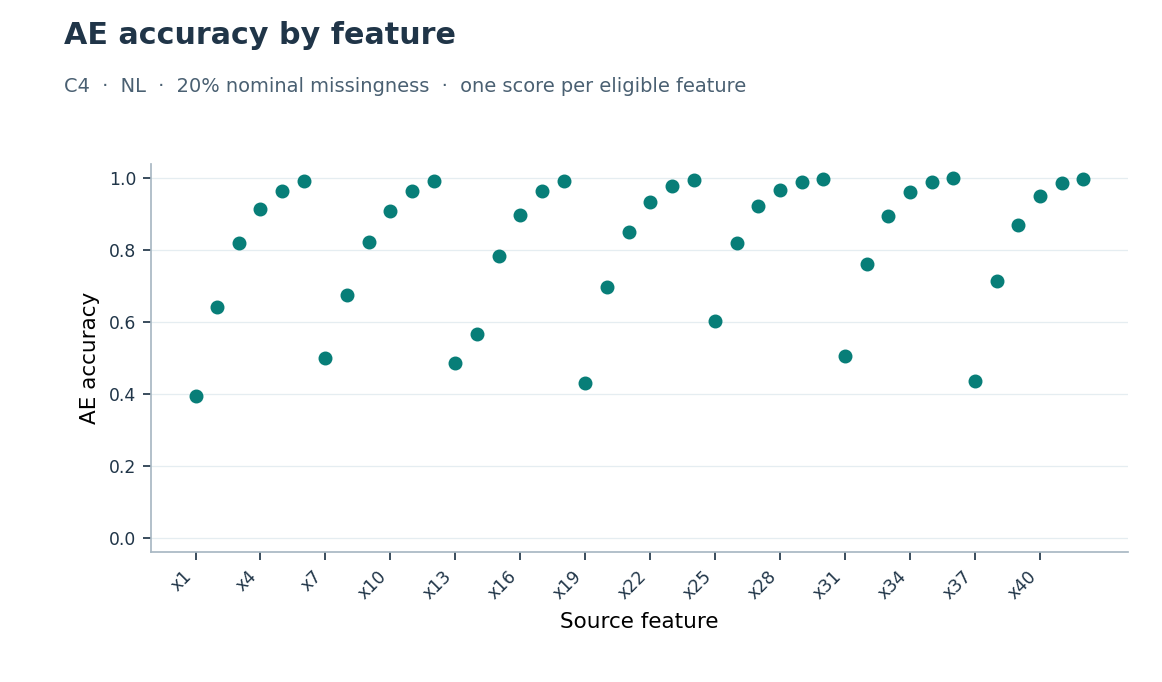 AE accuracy by feature
C4 · NL · 20% nominal missingness · one score per eligible feature
1.0
0.8
0.6
0.4
0.2
0.0
AE accuracy
x1 x4 x7 x10 x13 x16 x19 x22 x25 x28 x31 x34 x37 x40
Source feature